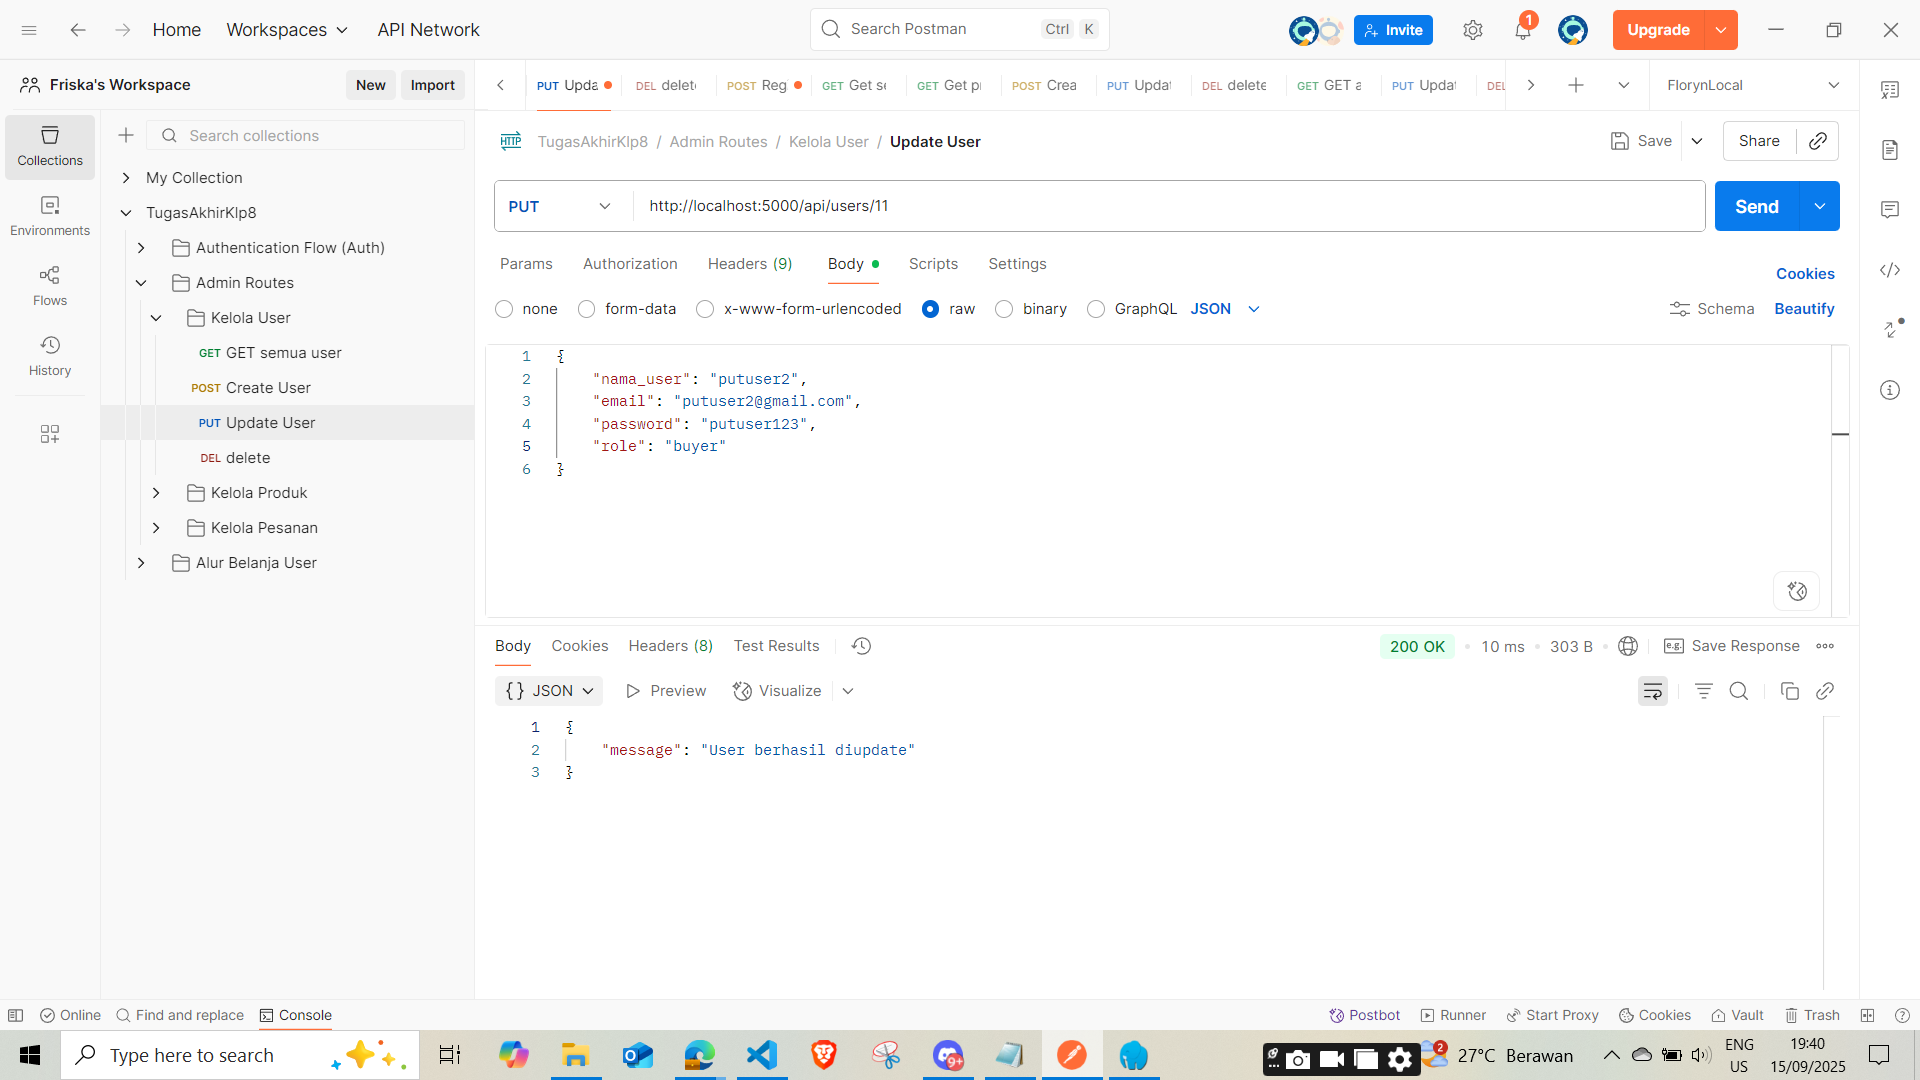 Home
Workspaces
API Network
Search Postman
Ctrl
K
Invite
1
Upgrade
Friska's Workspace
New
Import
PUT Upda
DEL delet
POST Reg
GET Get se
GET Get p
POST Crea
PUT Updat
DEL delete
GET GET a
PUT Updat
DEL
FlorynLocal
Collections
Environments
Flows
History
Search collections
My Collection
TugasAkhirKlp8
Authentication Flow (Auth)
Admin Routes
Kelola User
GET GET semua user
POST Create User
PUT Update User
DEL delete
Kelola Produk
Kelola Pesanan
Alur Belanja User
HTTP
TugasAkhirKlp8 / Admin Routes / Kelola User / Update User
Save
Share
PUT
http://localhost:5000/api/users/11
Send
Params
Authorization
Headers (9)
Body
Scripts
Settings
Cookies
none
form-data
x-www-form-urlencoded
raw
binary
GraphQL
JSON
Schema
Beautify
1 {
2 "nama_user": "putuser2",
3 "email": "putuser2@gmail.com",
4 "password": "putuser123",
5 "role": "buyer"
6 }
Body
Cookies
Headers (8)
Test Results
200 OK
10 ms
303 B
e.g.
Save Response
{} JSON
Preview
Visualize
1 {
2 "message": "User berhasil diupdate"
3 }
Online
Find and replace
Console
Postbot
Runner
Start Proxy
Cookies
Vault
Trash
Type here to search
9+
2
27°C Berawan
ENG
US
19:40
15/09/2025